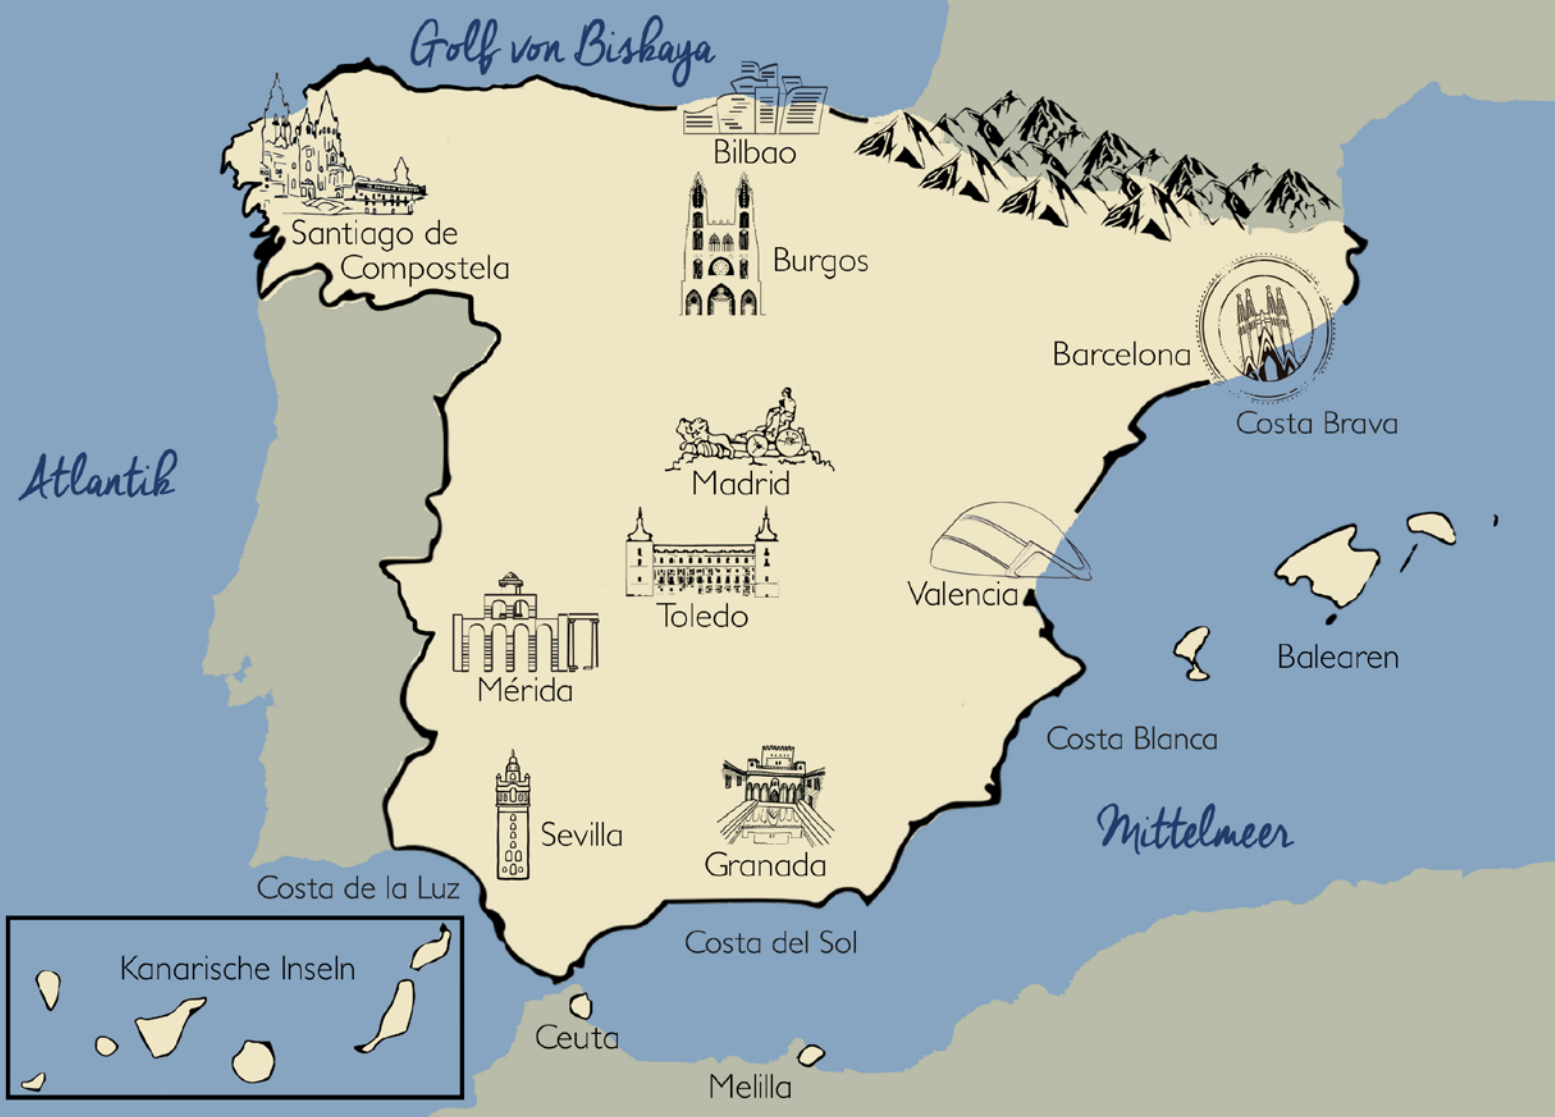 Golf von Biskaya
Bilbao
Santiago de
Compostela
Burgos
Barcelona
Costa Brava
Atlantik
Madrid
Valencia
Toledo
Balearen
Mérida
Costa Blanca
Mittelmeer
Sevilla
Granada
Costa de la Luz
Costa del Sol
Kanarische Inseln
Ceuta
Melilla